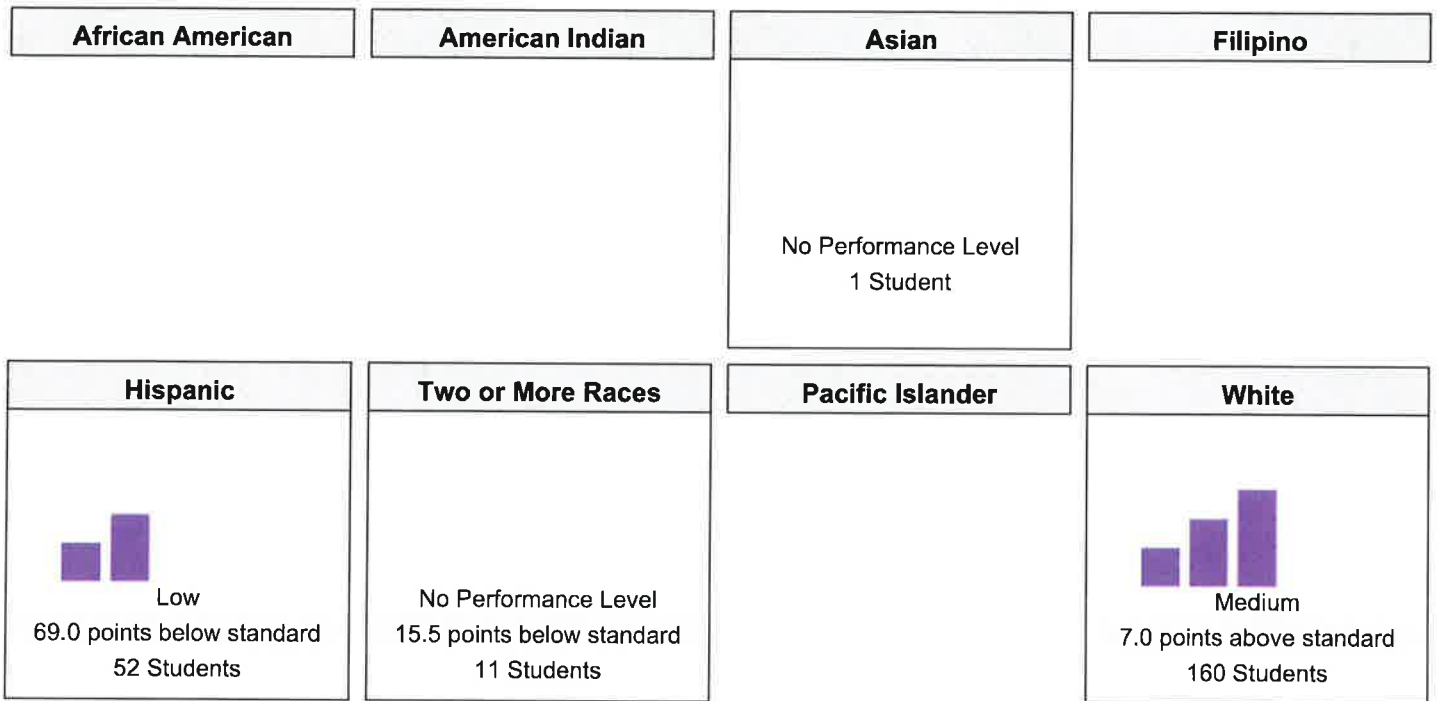 African American
American Indian
Asian
Filipino
No Performance Level
1 Student
Hispanic
Two or More Races
Pacific Islander
White
Low
69.0 points below standard
52 Students
No Performance Level
15.5 points below standard
11 Students
Medium
7.0 points above standard
160 Students